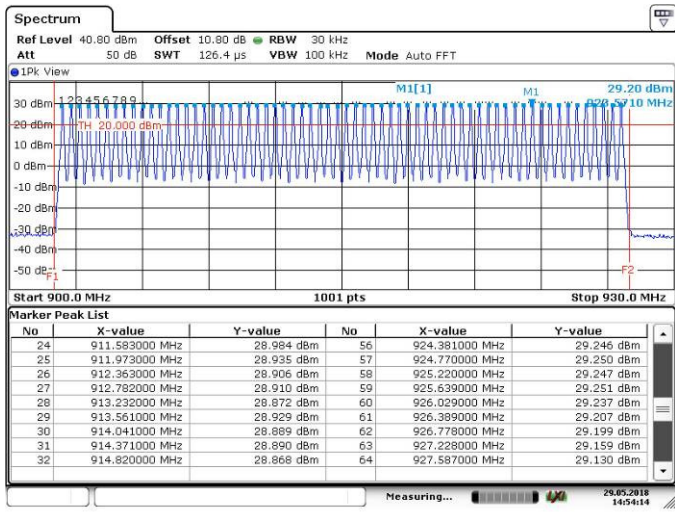 Spectrum
Ref Level 40.80 dBm Offset 10.80 dB RBW 30 kHz
Att 50 dB SWT 126.4 µs VBW 100 kHz Mode Auto FFT
1Pk View
M1[1] 29.20 dBm
M1
30 dBm 1 2 3 4 5 6 7 8 9
20 dBm TH 20.000 dBm
10 dBm
0 dBm
-10 dBm
-20 dBm
-30 dBm
-40 dBm
-50 dBm
F1 F2
Start 900.0 MHz 1001 pts Stop 930.0 MHz
Marker Peak List
No X-value Y-value No X-value Y-value
24 911.583000 MHz 28.984 dBm 56 924.381000 MHz 29.246 dBm
25 911.973000 MHz 28.935 dBm 57 924.770000 MHz 29.250 dBm
26 912.363000 MHz 28.906 dBm 58 925.220000 MHz 29.247 dBm
27 912.782000 MHz 28.910 dBm 59 925.639000 MHz 29.251 dBm
28 913.232000 MHz 28.872 dBm 60 926.029000 MHz 29.237 dBm
29 913.561000 MHz 28.929 dBm 61 926.389000 MHz 29.207 dBm
30 914.041000 MHz 28.889 dBm 62 926.778000 MHz 29.199 dBm
31 914.371000 MHz 28.890 dBm 63 927.228000 MHz 29.159 dBm
32 914.820000 MHz 28.868 dBm 64 927.587000 MHz 29.130 dBm
Measuring... LXI 29.05.2018
14:54:14